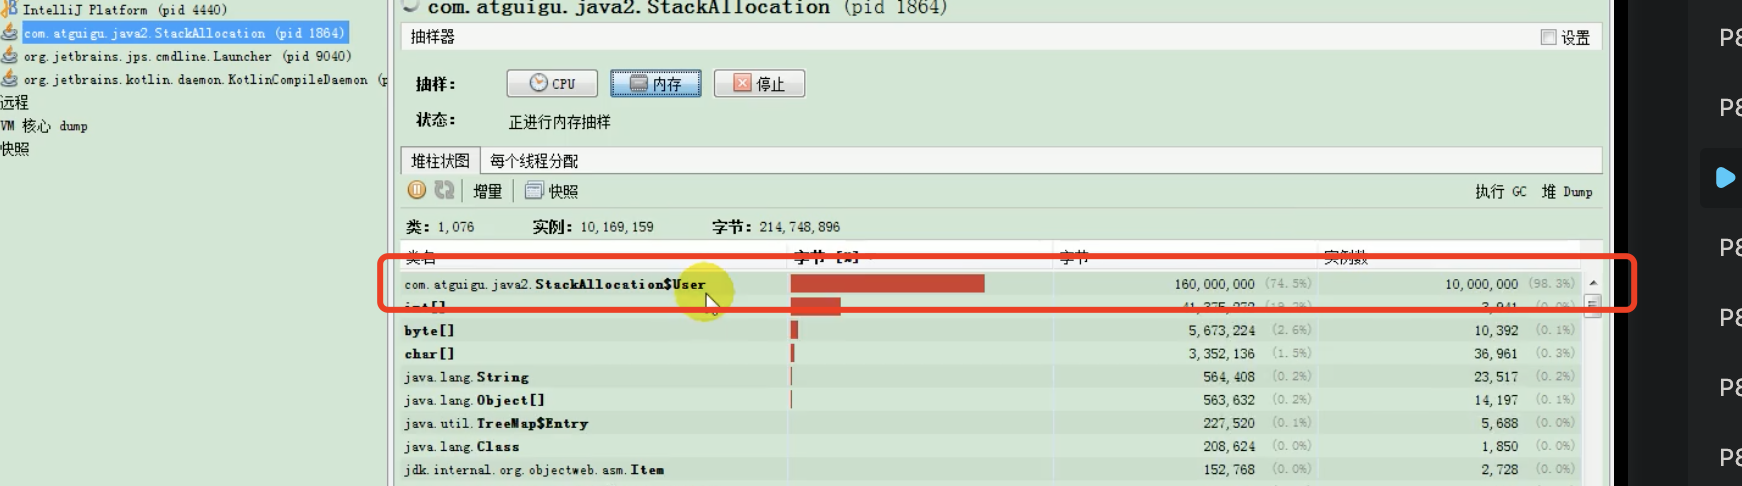 IntelliJ Platform (pid 4440)
com.atguigu.java2.StackAllocation (pid 1864)
org.jetbrains.jps.cmdline.Launcher (pid 9040)
org.jetbrains.kotlin.daemon.KotlinCompileDaemon (p
远程
VM 核心 dump
快照
com.atguigu.java2.StackAllocation (pid 1864)
抽样器
设置
抽样：
CPU
内存
停止
状态：
正进行内存抽样
堆柱状图
每个线程分配
增量
快照
执行 GC
堆 Dump
类：1,076
实例：10,169,159
字节：214,748,896
类名 字节 [%] 字节 实例数
com.atguigu.java2.StackAllocation$User 160,000,000 (74.5%) 10,000,000 (98.3%)
int[]
byte[] 5,673,224 (2.6%) 10,392 (0.1%)
char[] 3,352,136 (1.5%) 36,961 (0.3%)
java.lang.String 564,408 (0.2%) 23,517 (0.2%)
java.lang.Object[] 563,632 (0.2%) 14,197 (0.1%)
java.util.TreeMap$Entry 227,520 (0.1%) 5,688 (0.0%)
java.lang.Class 208,624 (0.0%) 1,850 (0.0%)
jdk.internal.org.objectweb.asm.Item 152,768 (0.0%) 2,728 (0.0%)
P8
P8
P8
P8
P8
P8